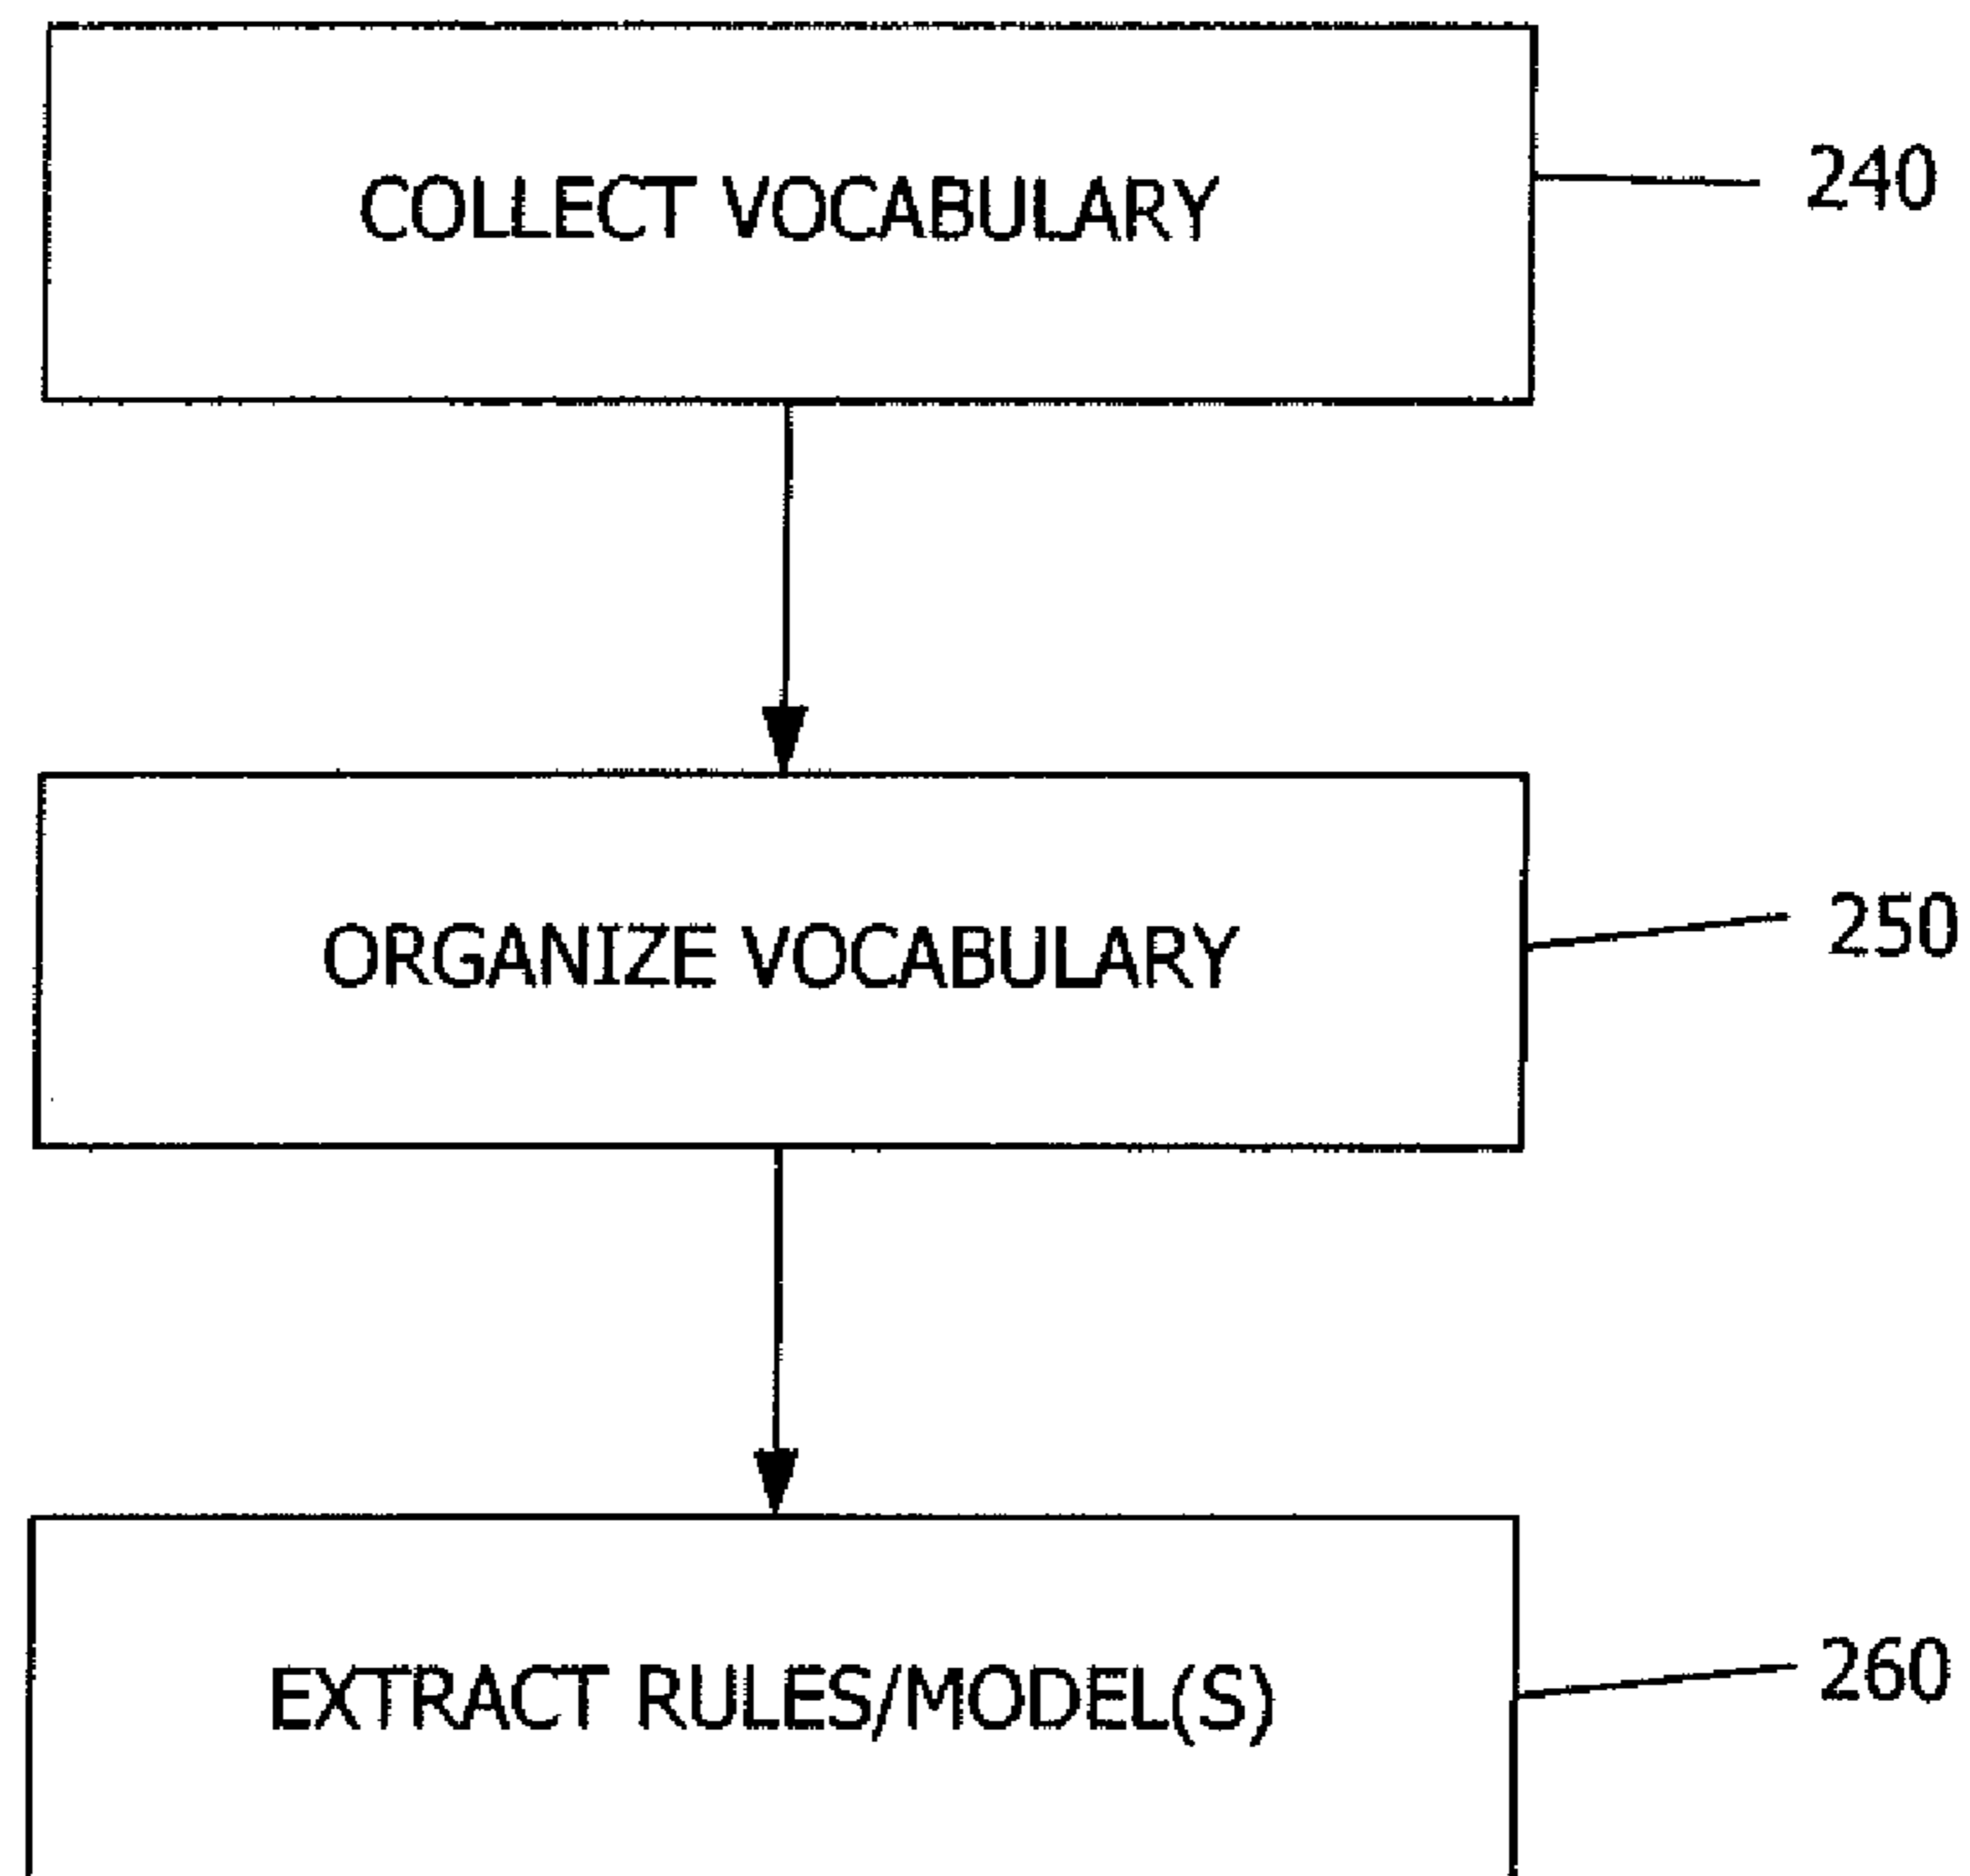 COLLECT VOCABULARY
240
ORGANIZE VOCABULARY
250
EXTRACT RULES/MODEL(S)
260